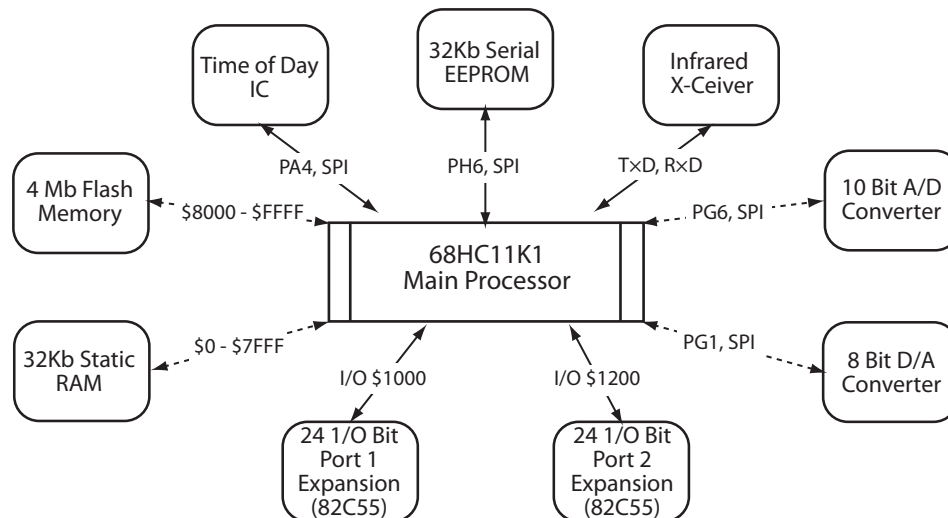 Time of Day
IC
32Kb Serial
EEPROM
Infrared
X-Ceiver
PA4, SPI
PH6, SPI
T×D, R×D
4 Mb Flash
Memory
$8000 - $FFFF
PG6, SPI
10 Bit A/D
Converter
68HC11K1
Main Processor
32Kb Static
RAM
$0 - $7FFF
PG1, SPI
8 Bit D/A
Converter
I/O $1000
I/O $1200
24 1/O Bit
Port 1
Expansion
(82C55)
24 1/O Bit
Port 2
Expansion
(82C55)